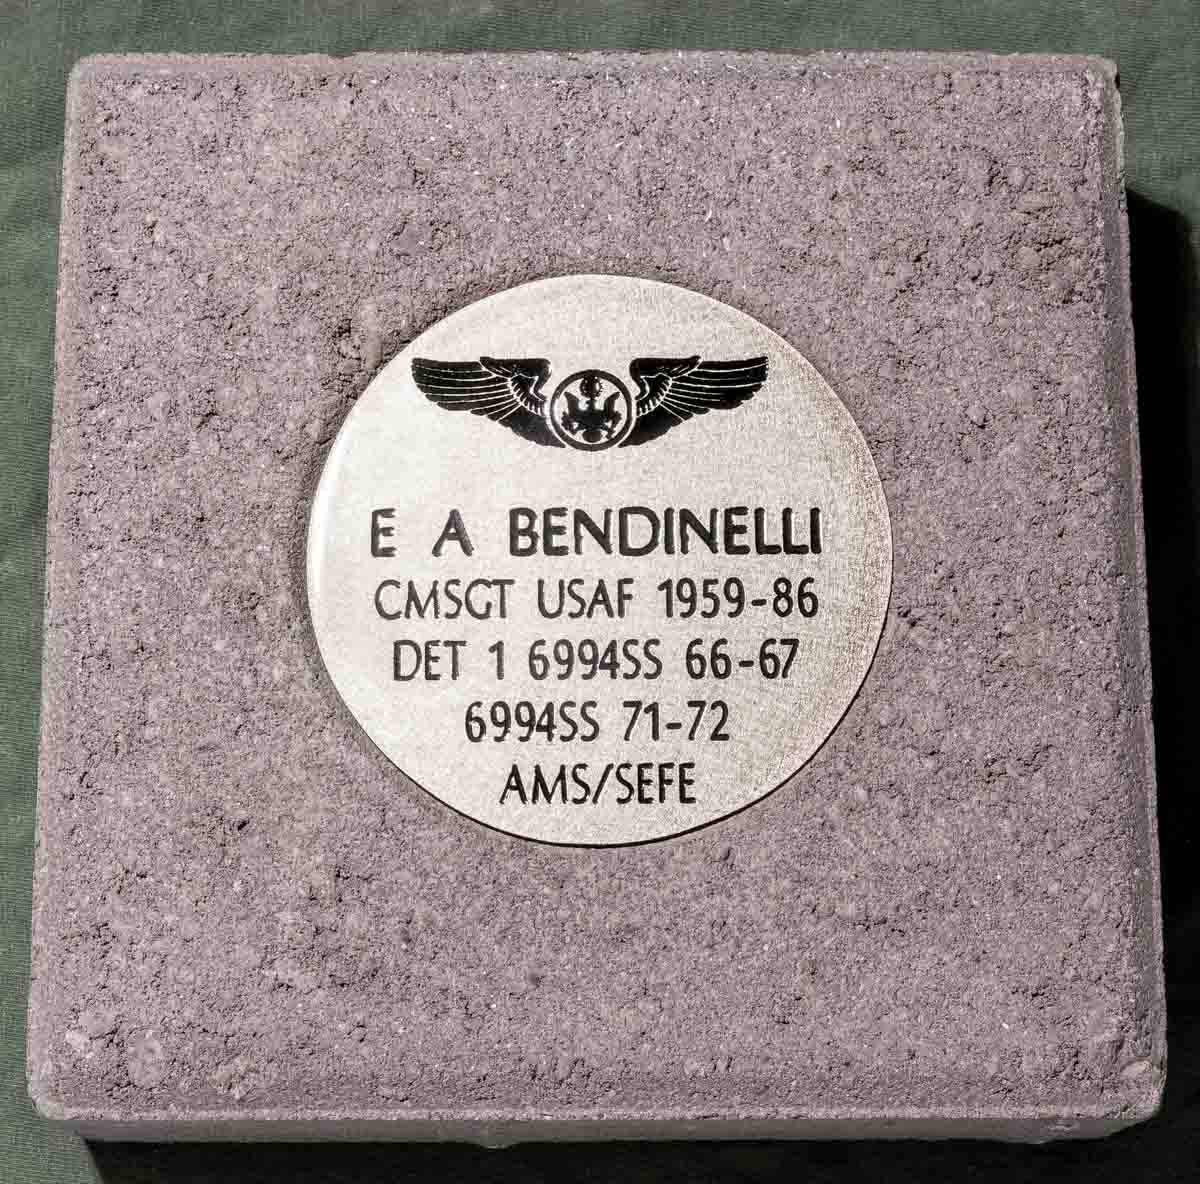 E A BENDINELLI
CMSGT USAF 1959-86
DET 1 6994SS 66-67
6994SS 71-72
AMS/SEFE